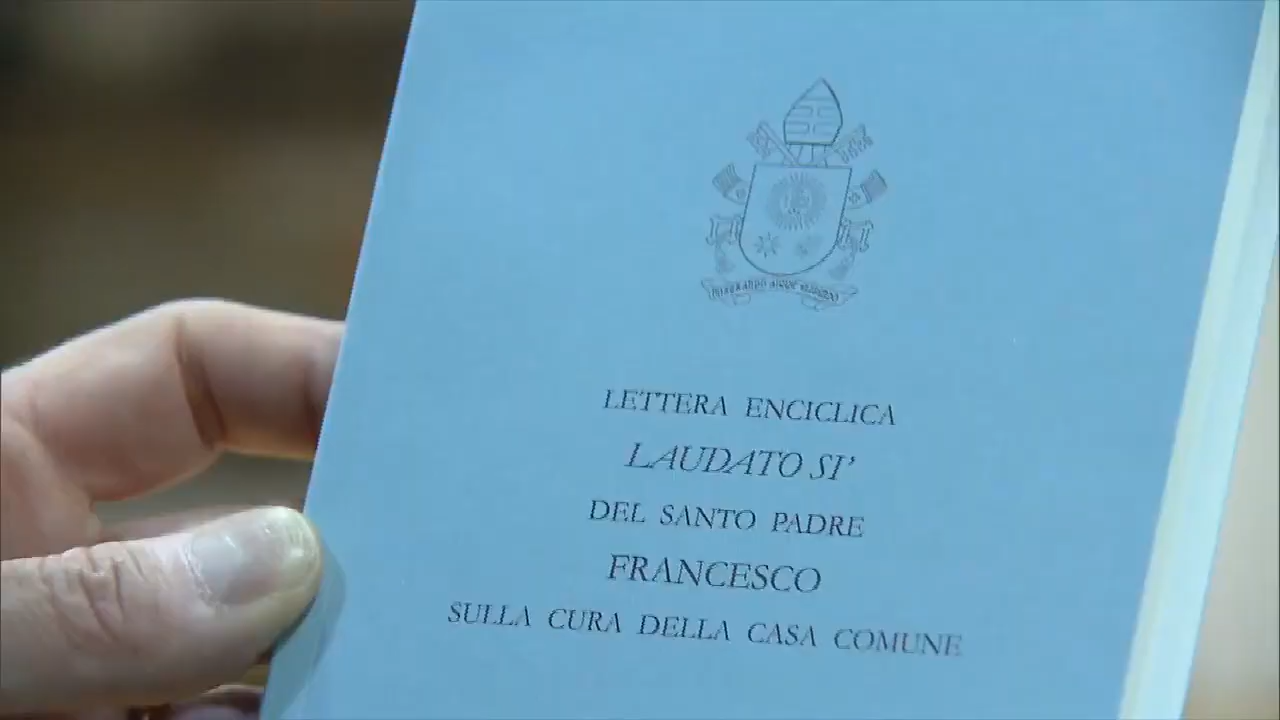 LETTERA ENCICLICA
LAUDATO SI’
DEL SANTO PADRE
FRANCESCO
SULLA CURA DELLA CASA COMUNE